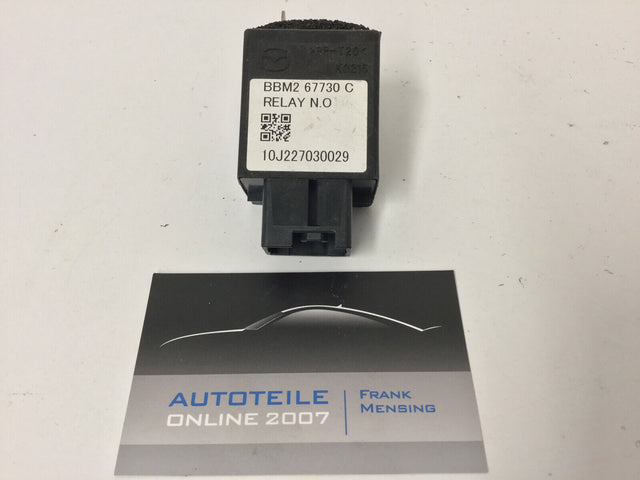 BBM2 67730 C
RELAY N.O
10J227030029
AUTOTEILE
ONLINE 2007
FRANK
MENSING